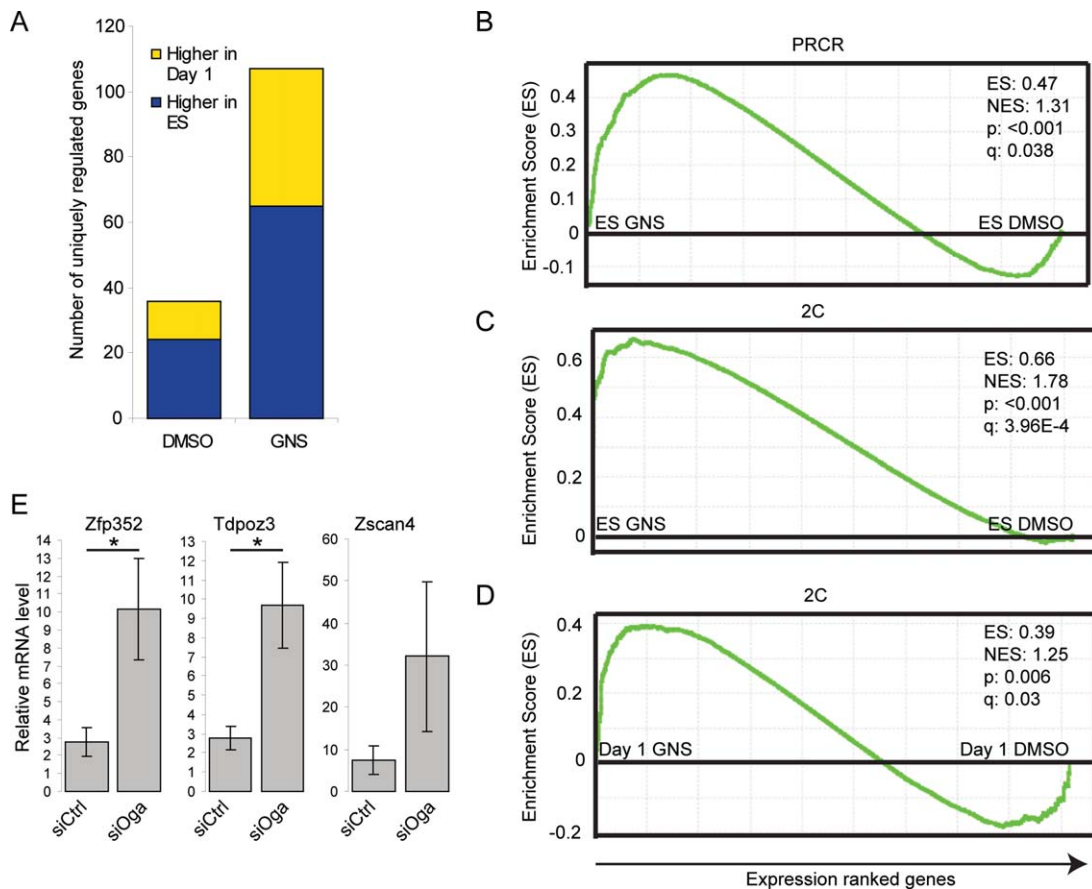 A
Number of uniquely regulated genes
120
100
80
60
40
20
0
Higher in
Day 1
Higher in
ES
DMSO
GNS
B
PRCR
Enrichment Score (ES)
0.4
0.3
0.2
0.1
0
-0.1
ES: 0.47
NES: 1.31
p: <0.001
q: 0.038
ES GNS
ES DMSO
C
2C
Enrichment Score (ES)
0.6
0.4
0.2
0
ES: 0.66
NES: 1.78
p: <0.001
q: 3.96E-4
ES GNS
ES DMSO
D
2C
Enrichment Score (ES)
0.4
0.2
0
-0.2
ES: 0.39
NES: 1.25
p: 0.006
q: 0.03
Day 1 GNS
Day 1 DMSO
Expression ranked genes
E
Relative mRNA level
Zfp352
14
13
12
11
10
9
8
7
6
5
4
3
2
1
0
*
siCtrl
siOga
Tdpoz3
13
12
11
10
9
8
7
6
5
4
3
2
1
0
*
siCtrl
siOga
Zscan4
60
50
40
30
20
10
0
siCtrl
siOga